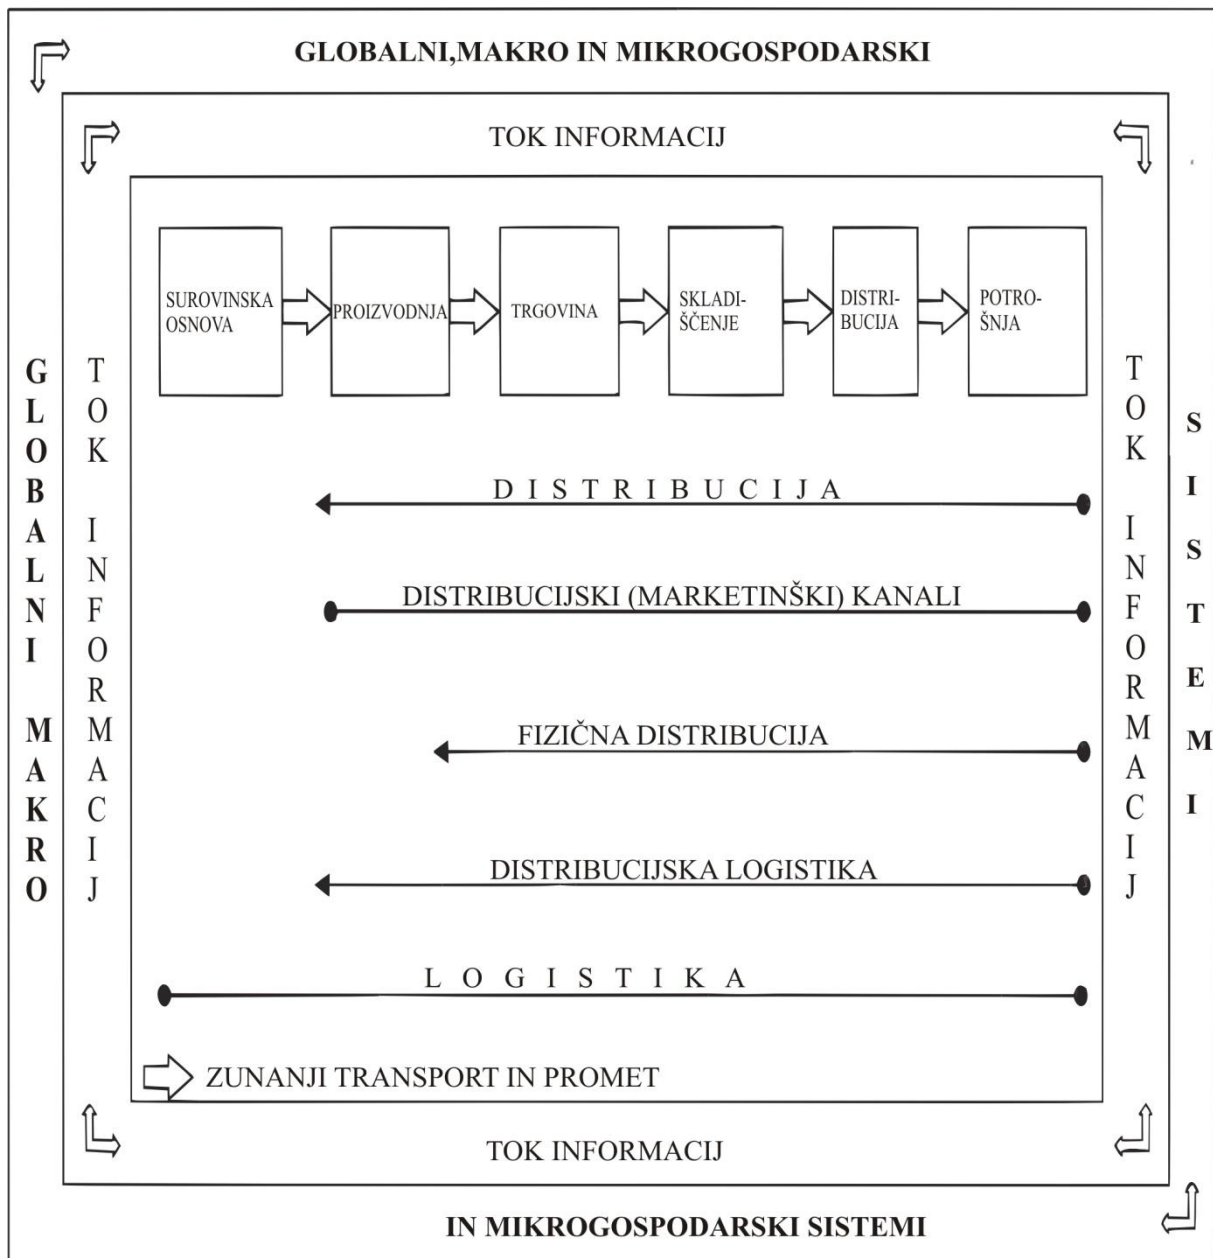 GLOBALNI,MAKRO IN MIKROGOSPODARSKI
TOK INFORMACIJ
SUROVINSKA
OSNOVA
PROIZVODNJA
TRGOVINA
SKLADI-
ŠČENJE
DISTRI-
BUCIJA
POTRO-
ŠNJA
GLOBALNI MAKRO
TOK INFORMACIJ
TOK INFORMACIJ
SISTEMI
DISTRIBUCIJA
DISTRIBUCIJSKI (MARKETINŠKI) KANALI
FIZIČNA DISTRIBUCIJA
DISTRIBUCIJSKA LOGISTIKA
LOGISTIKA
ZUNANJI TRANSPORT IN PROMET
TOK INFORMACIJ
IN MIKROGOSPODARSKI SISTEMI